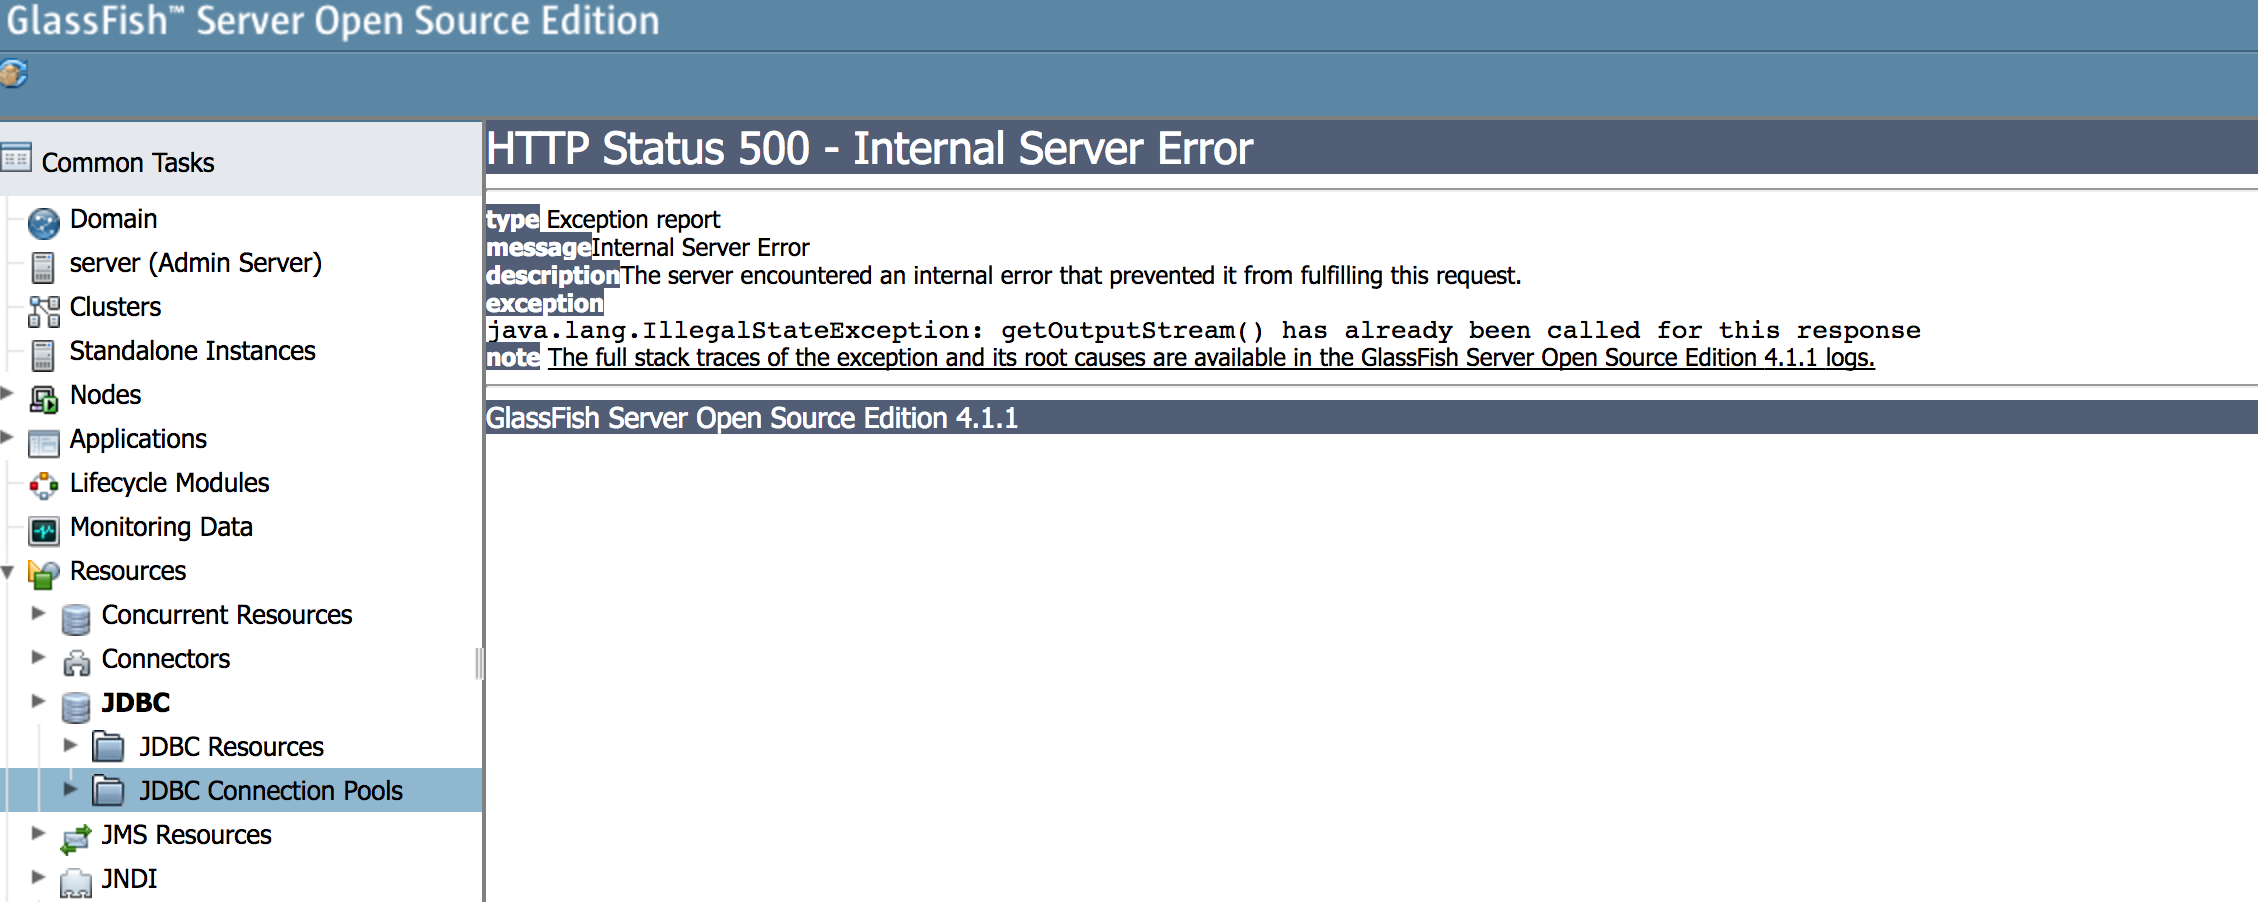 GlassFish™ Server Open Source Edition
Common Tasks
Domain
server (Admin Server)
Clusters
Standalone Instances
Nodes
Applications
Lifecycle Modules
Monitoring Data
Resources
Concurrent Resources
Connectors
JDBC
JDBC Resources
JDBC Connection Pools
JMS Resources
JNDI
HTTP Status 500 - Internal Server Error
type Exception report
messageInternal Server Error
descriptionThe server encountered an internal error that prevented it from fulfilling this request.
exception
java.lang.IllegalStateException: getOutputStream() has already been called for this response
note The full stack traces of the exception and its root causes are available in the GlassFish Server Open Source Edition 4.1.1 logs.
GlassFish Server Open Source Edition 4.1.1